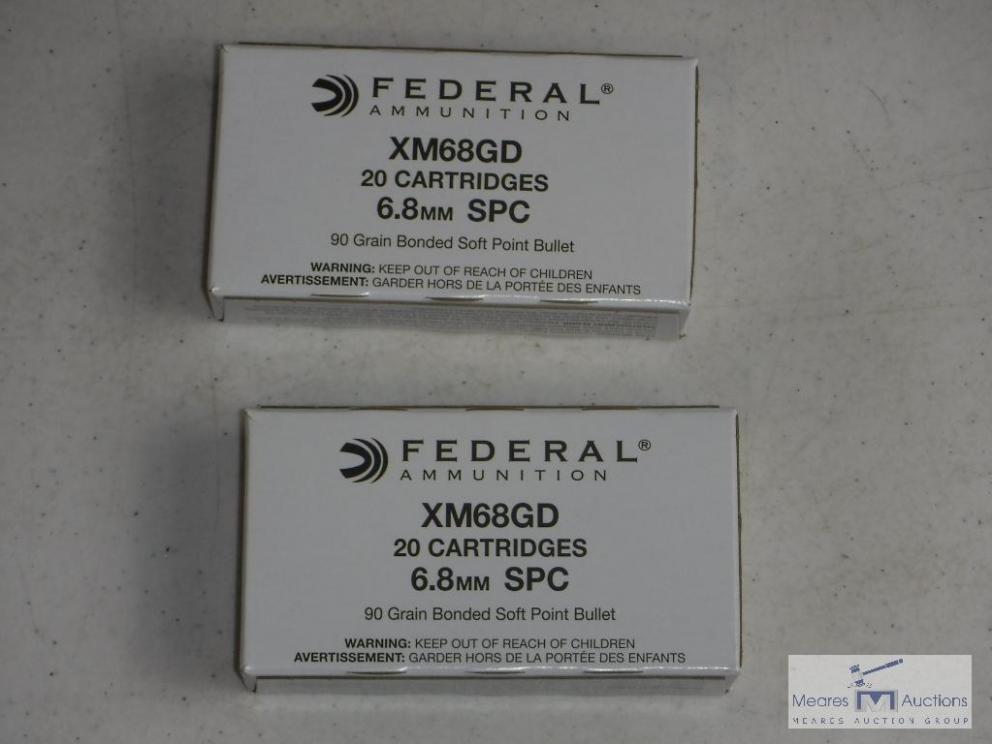 FEDERAL®
AMMUNITION
XM68GD
20 CARTRIDGES
6.8MM SPC
90 Grain Bonded Soft Point Bullet
WARNING: KEEP OUT OF REACH OF CHILDREN
AVERTISSEMENT: GARDER HORS DE LA PORTÉE DES ENFANTS
FEDERAL®
AMMUNITION
XM68GD
20 CARTRIDGES
6.8MM SPC
90 Grain Bonded Soft Point Bullet
WARNING: KEEP OUT OF REACH OF CHILDREN
AVERTISSEMENT: GARDER HORS DE LA PORTÉE DES ENFANTS
Meares M Auctions
MEARES AUCTION GROUP